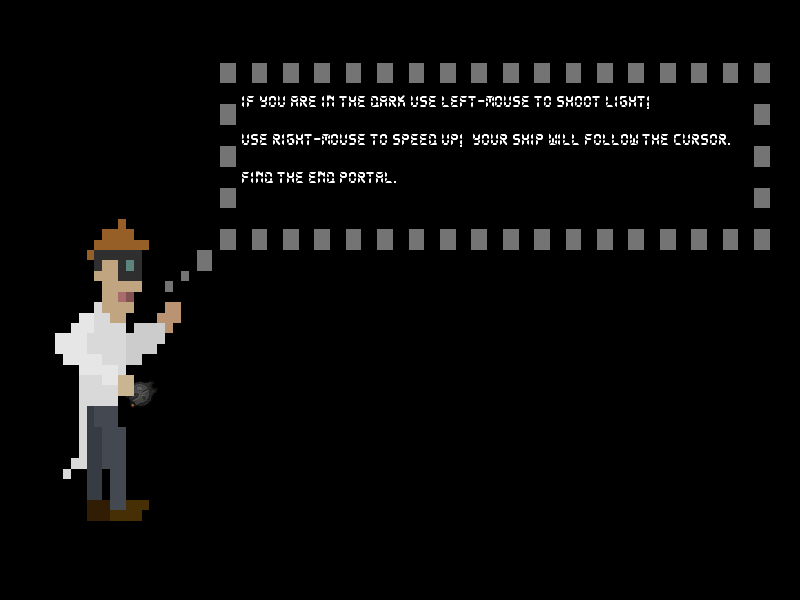 IF YOU ARE IN THE DARK USE LEFT-MOUSE TO SHOOT LIGHT!
USE RIGHT-MOUSE TO SPEED UP! YOUR SHIP WILL FOLLOW THE CURSOR.
FIND THE END PORTAL.